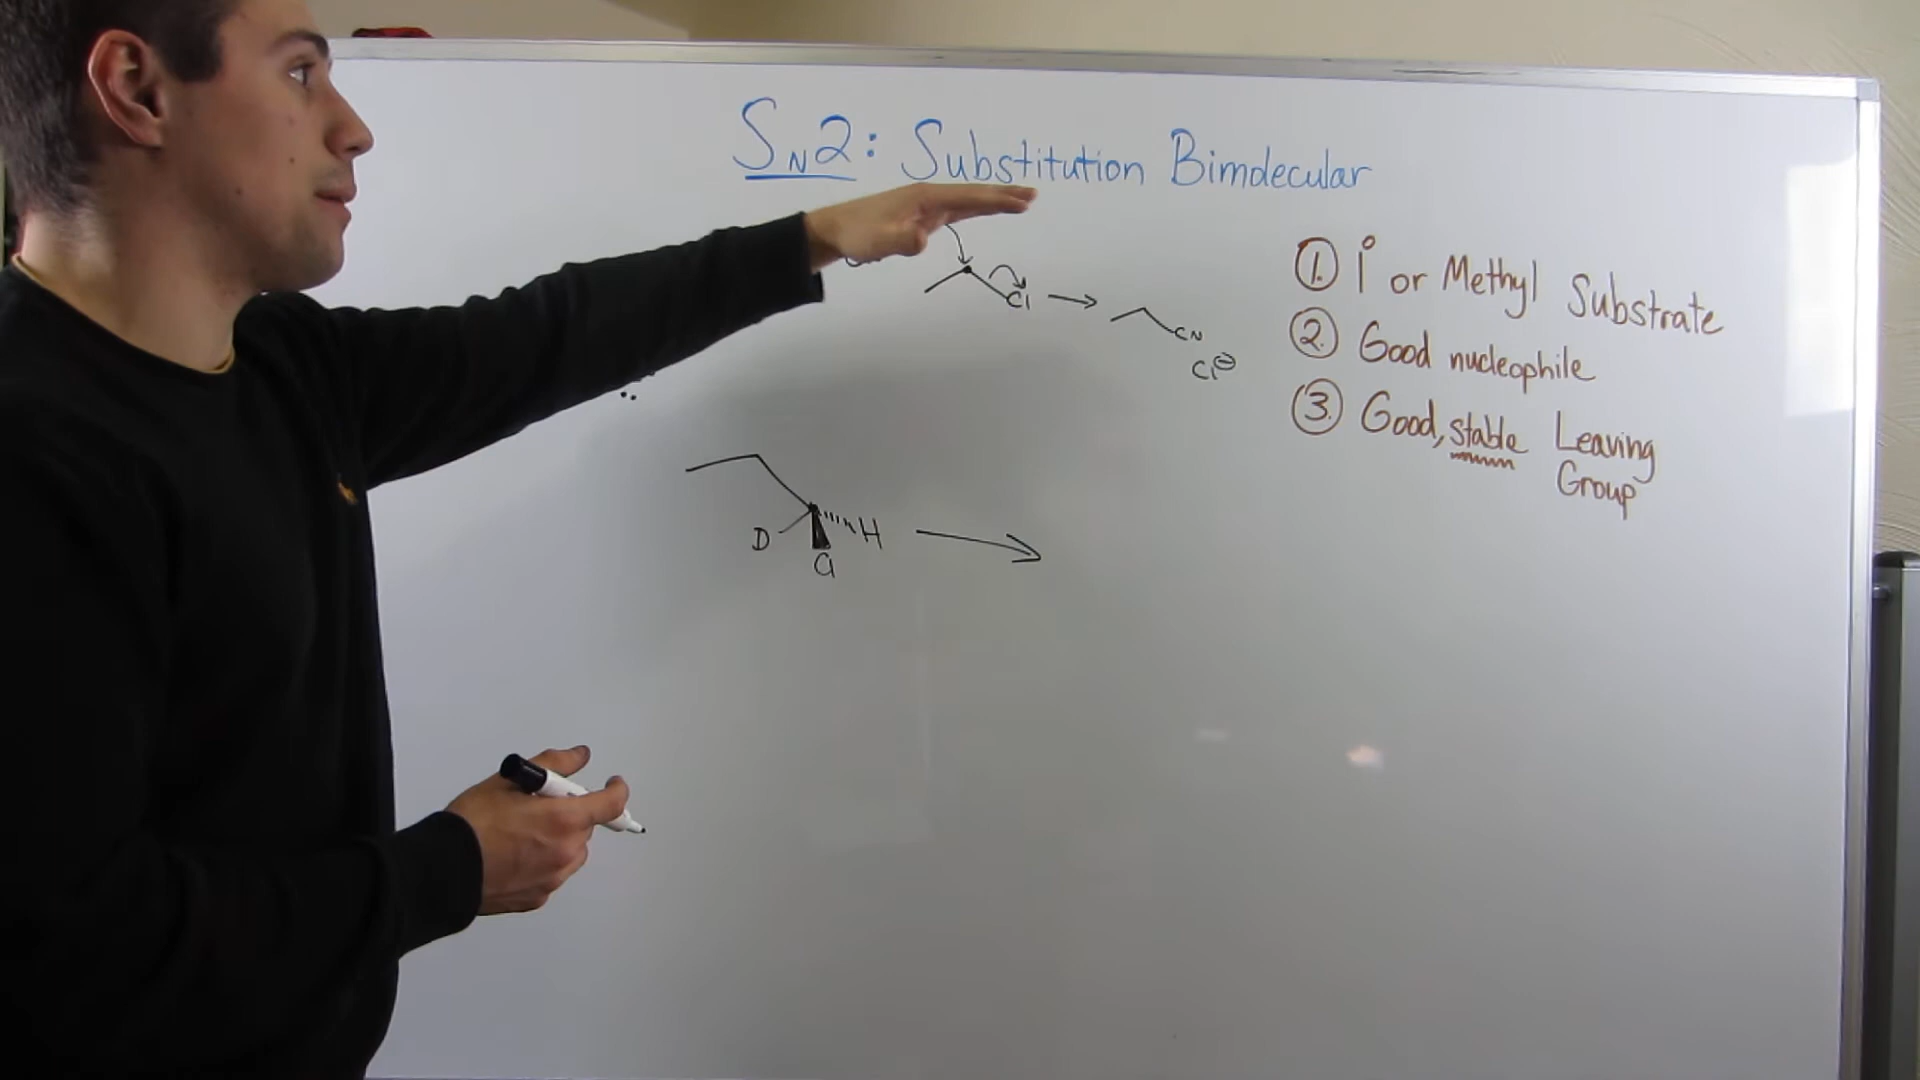 SN2: Substitution Bimolecular
Cl
CN
Cl⊖
D
H
Cl
1. 1° or Methyl Substrate
2. Good nucleophile
3. Good, stable Leaving
Group